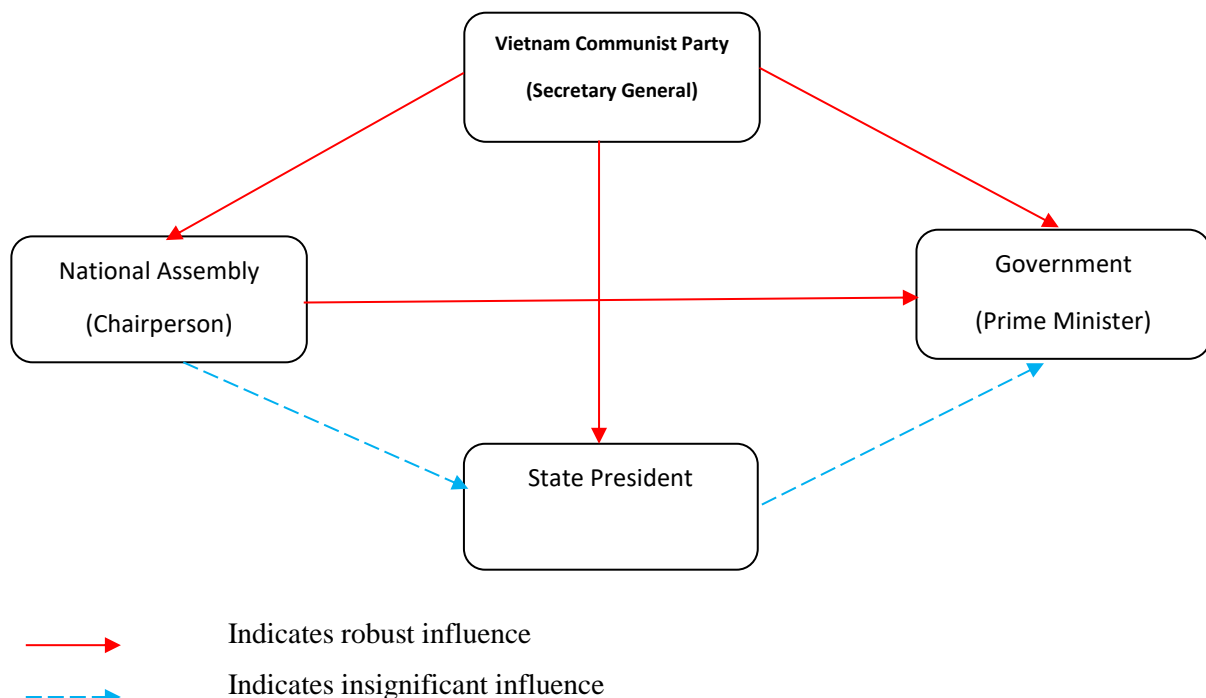 Vietnam Communist Party
(Secretary General)
National Assembly
(Chairperson)
Government
(Prime Minister)
State President
Indicates robust influence
Indicates insignificant influence